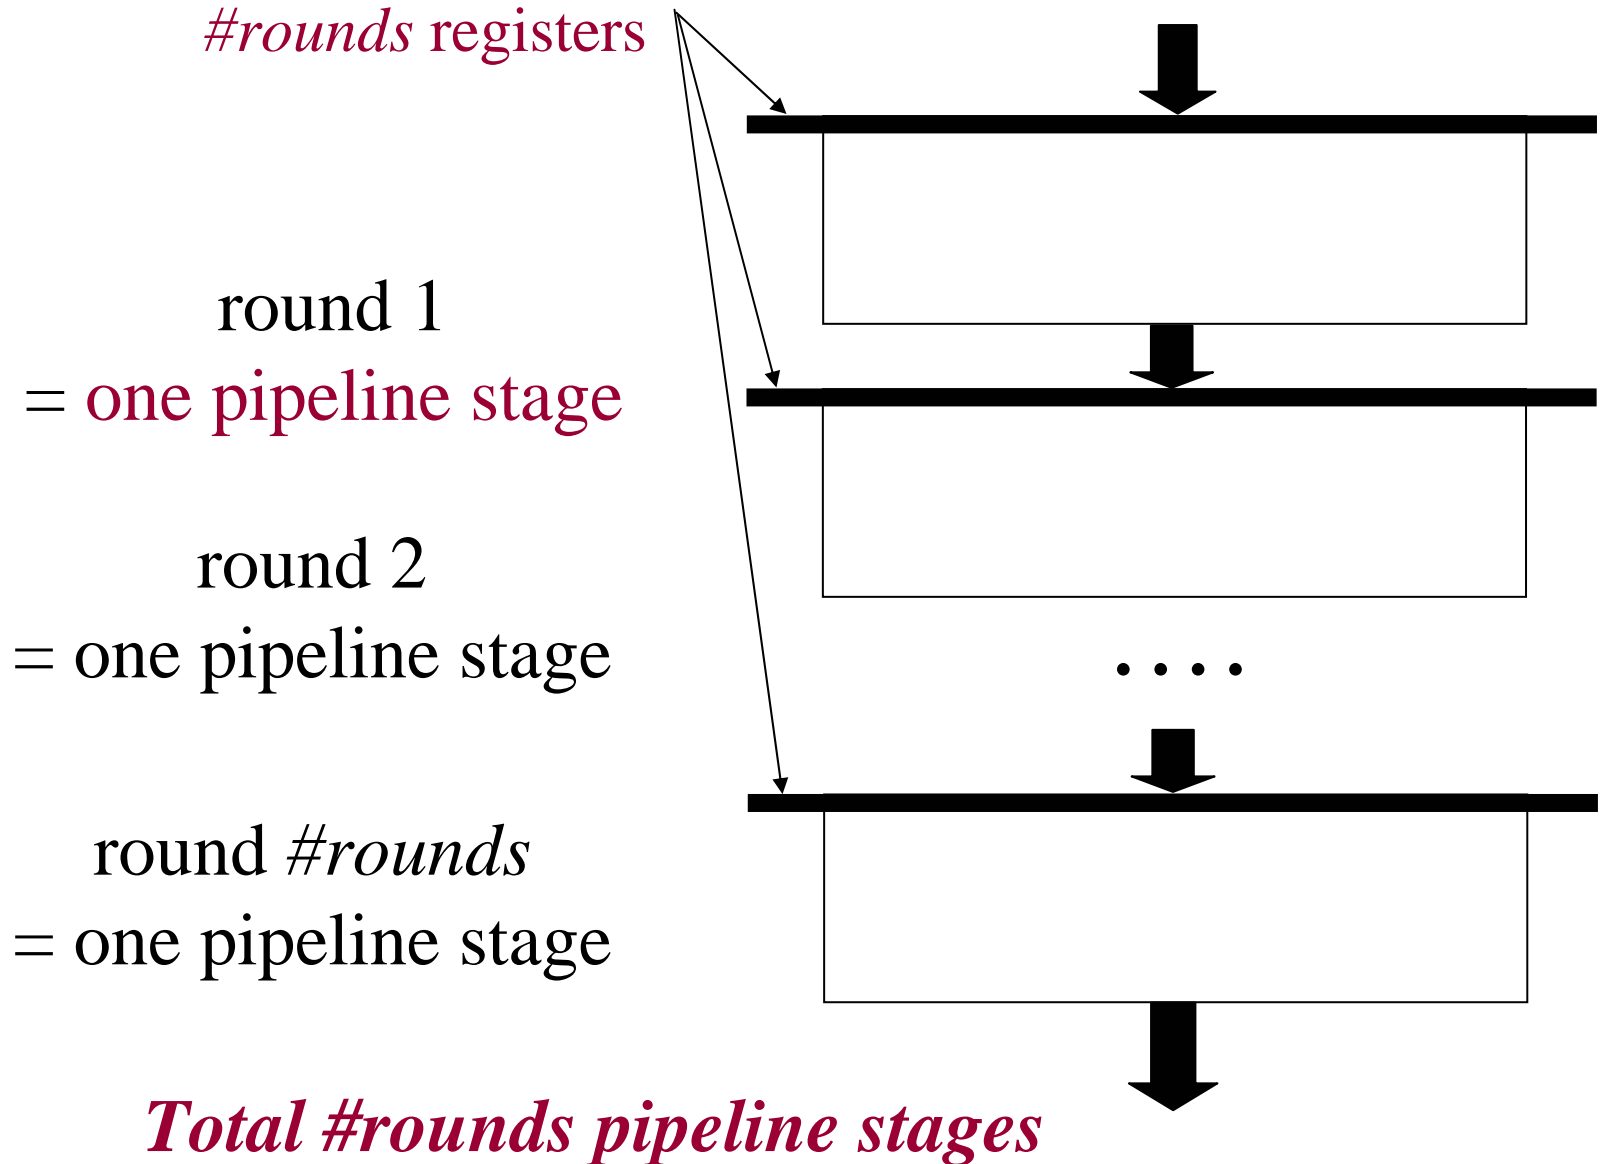 #rounds registers
round 1
= one pipeline stage
round 2
= one pipeline stage
. . . .
round #rounds
= one pipeline stage
Total #rounds pipeline stages